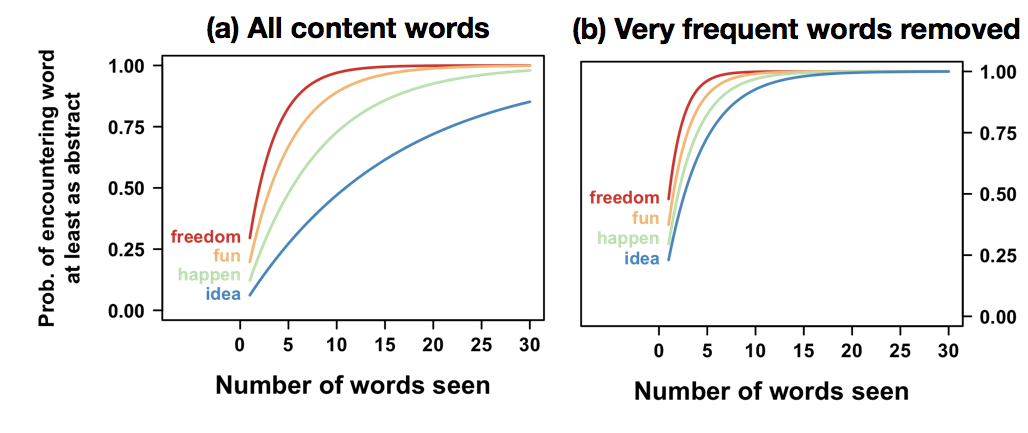 (a) All content words
(b) Very frequent words removed
Prob. of encountering word
at least as abstract
1.00
0.75
0.50
0.25
0.00
freedom
fun
happen
idea
0 5 10 15 20 25 30
Number of words seen
freedom
fun
happen
idea
1.00
0.75
0.50
0.25
0.00
0 5 10 15 20 25 30
Number of words seen